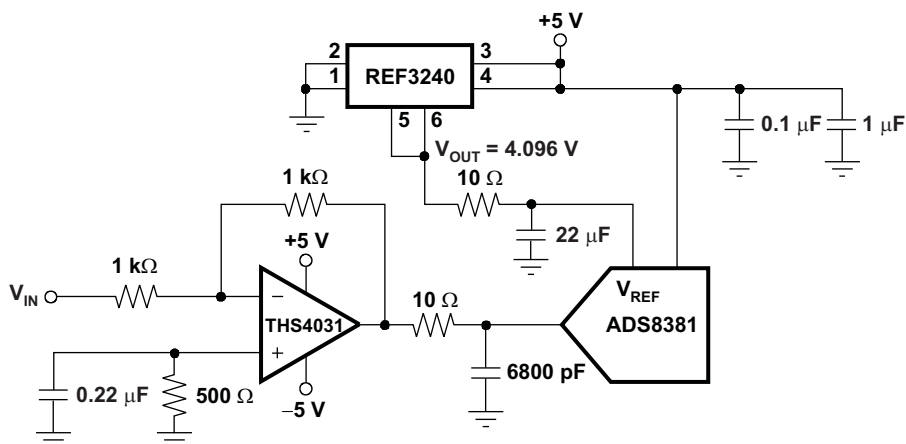 +5 V
2
3
REF3240
1
4
5
6
0.1 μF
1 μF
V_OUT = 4.096 V
1 kΩ
10 Ω
+5 V
22 μF
1 kΩ
V_IN
−
THS4031
+
10 Ω
V_REF
ADS8381
0.22 μF
500 Ω
−5 V
6800 pF